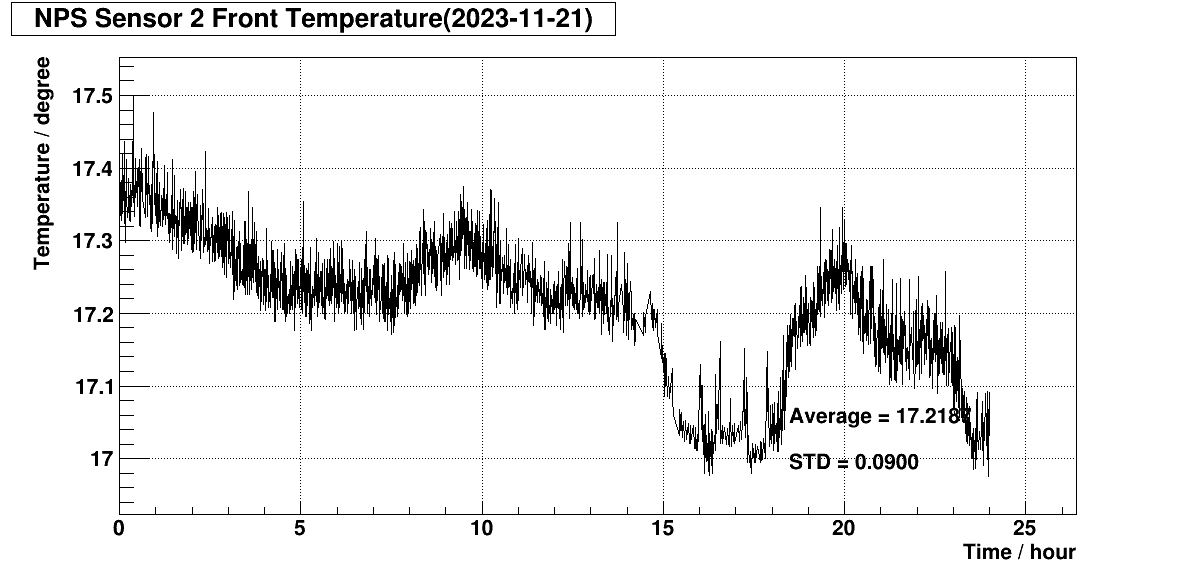 NPS Sensor 2 Front Temperature(2023-11-21)
Temperature / degree
17.5
17.4
17.3
17.2
17.1
17
Average = 17.218
STD = 0.0900
0 5 10 15 20 25
Time / hour